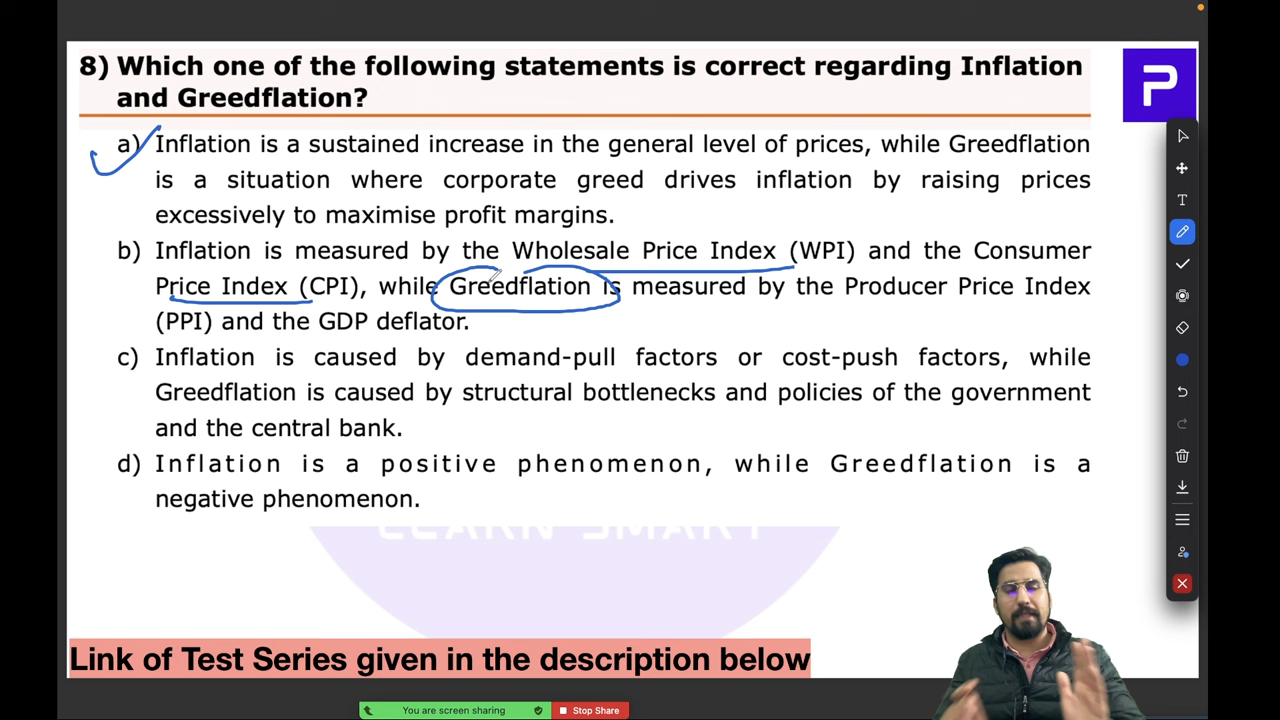 8) Which one of the following statements is correct regarding Inflation
and Greedflation?
P
a) Inflation is a sustained increase in the general level of prices, while Greedflation
is a situation where corporate greed drives inflation by raising prices
excessively to maximise profit margins.
b) Inflation is measured by the Wholesale Price Index (WPI) and the Consumer
Price Index (CPI), while Greedflation is measured by the Producer Price Index
(PPI) and the GDP deflator.
c) Inflation is caused by demand-pull factors or cost-push factors, while
Greedflation is caused by structural bottlenecks and policies of the government
and the central bank.
d) Inflation is a positive phenomenon, while Greedflation is a
negative phenomenon.
LEARN SMART
Link of Test Series given in the description below
You are screen sharing
Stop Share
T